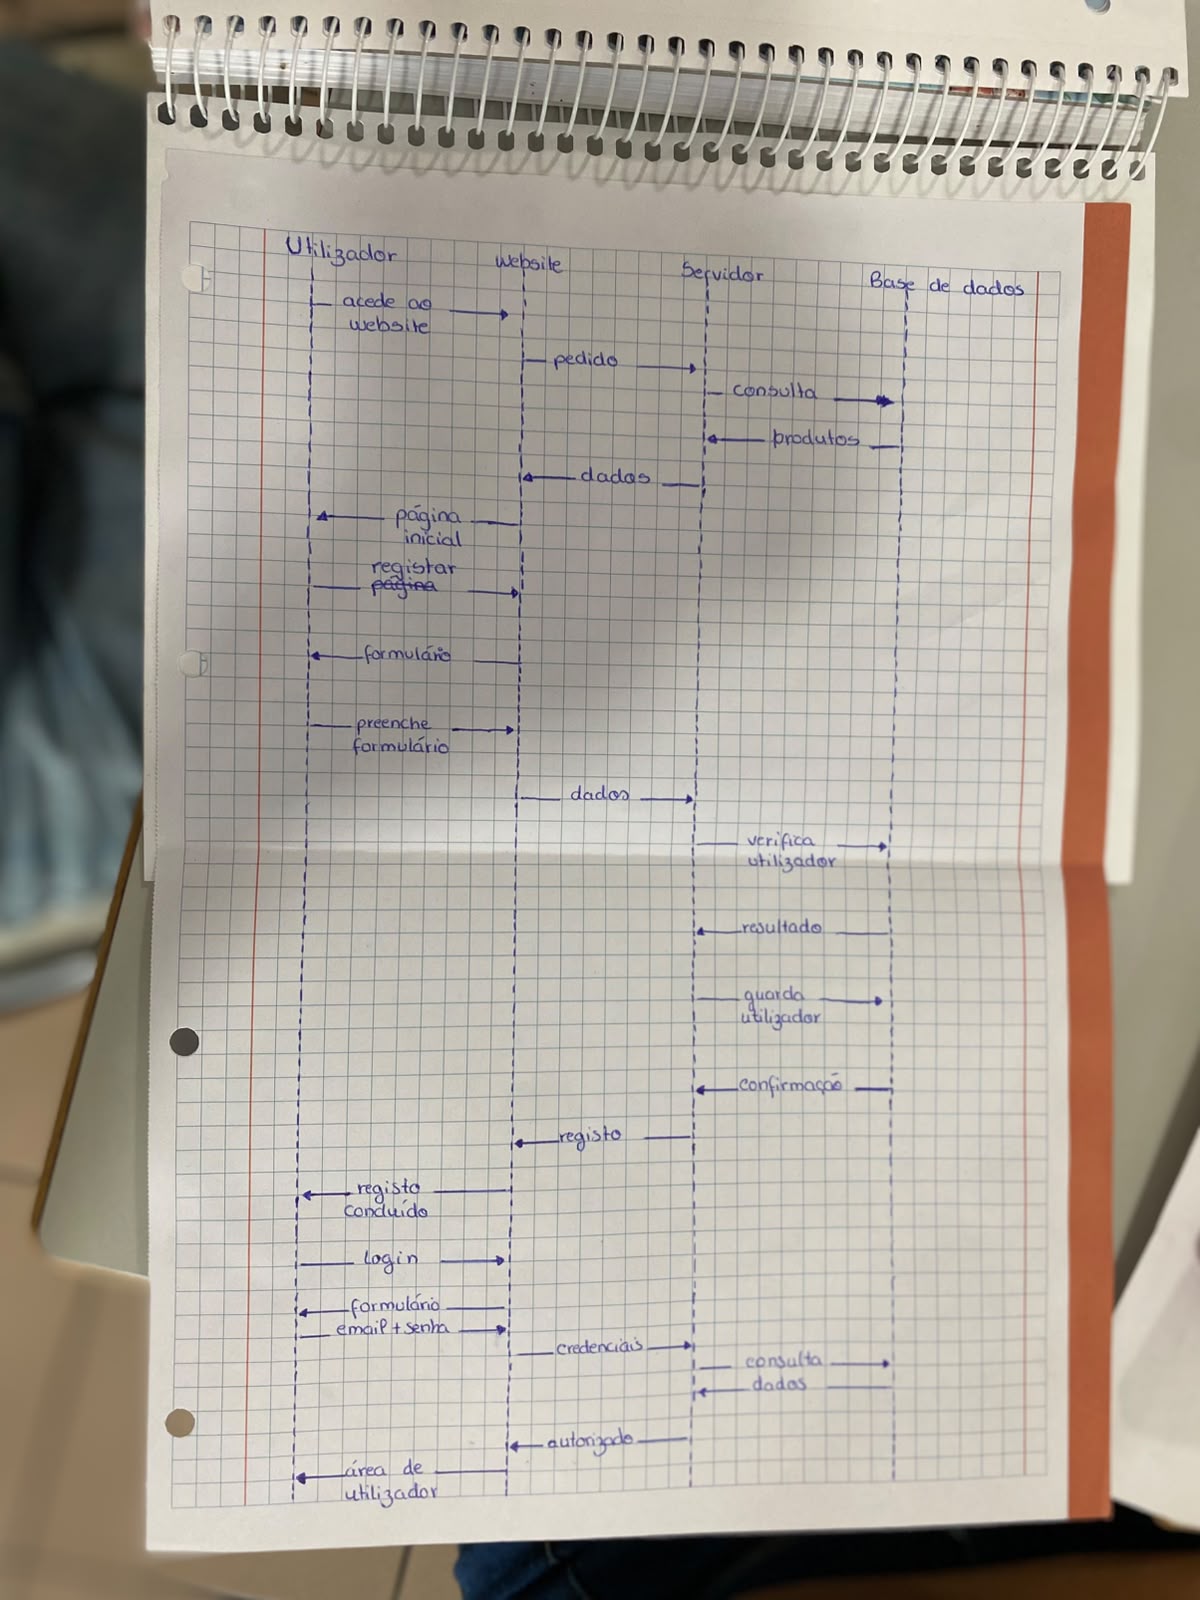 Utilizador website Servidor Base de dados
acede ao
website
pedido
consulta
produtos
dados
página
inicial
registar
página
formulário
preenche
formulário
dados
verifica
utilizador
resultado
guarda
utilizador
confirmação
registo
registo
concluído
login
formulário
email + senha
credenciais
consulta
dados
autorizado
área de
utilizador